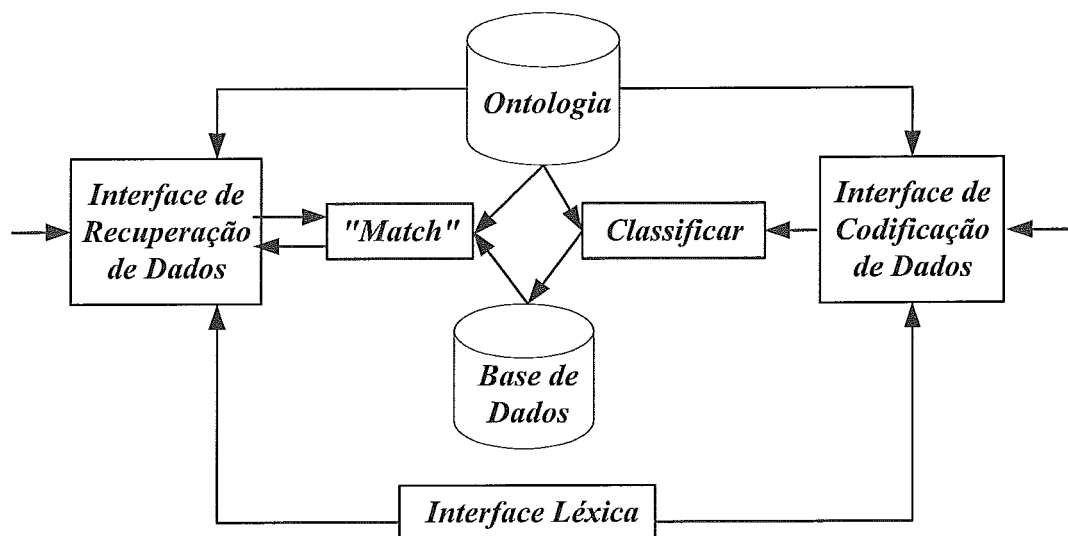 Ontologia
Interface de
Recuperação
de Dados
"Match"
Classificar
Interface de
Codificação
de Dados
Base de
Dados
Interface Léxica